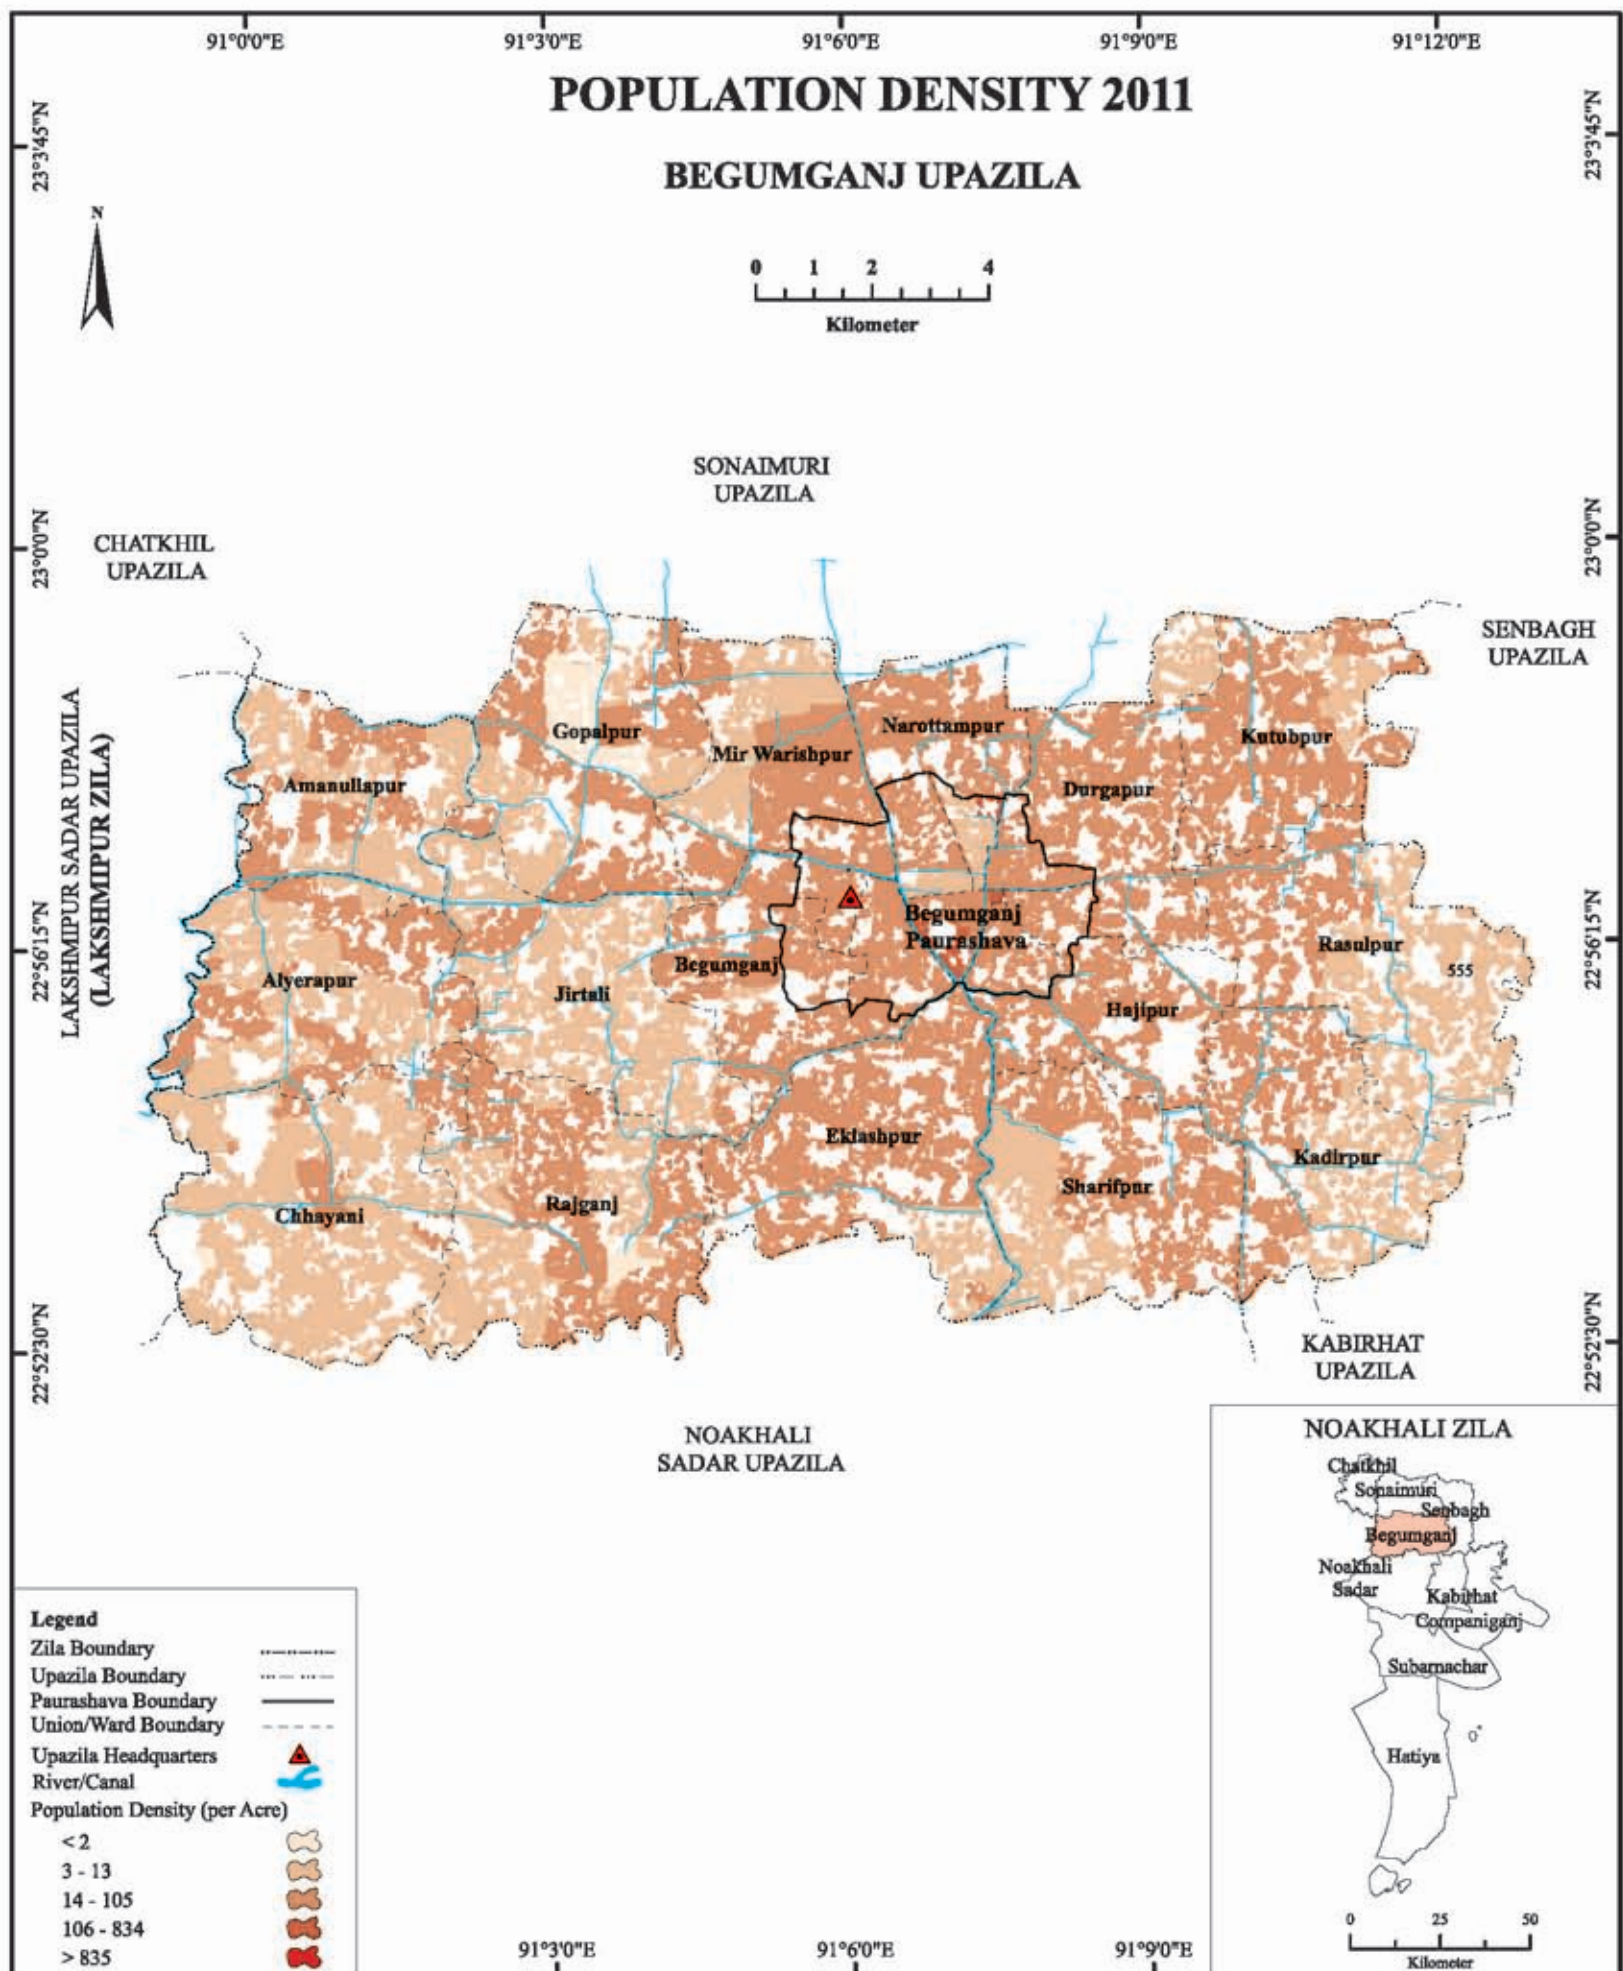 91°0'0"E
91°3'0"E
91°6'0"E
91°9'0"E
91°12'0"E
POPULATION DENSITY 2011
BEGUMGANJ UPAZILA
23°3'45"N
23°3'45"N
N
0 1 2 4
Kilometer
SONAIMURI
UPAZILA
CHATKHIL
UPAZILA
23°0'0"N
23°0'0"N
SENBAGH
UPAZILA
LAKSHMIPUR SADAR UPAZILA
(LAKSHMIPUR ZILA)
Gopalpur
Mir Warishpur
Narottampur
Kutubpur
Amanullapur
Durgapur
Begumganj
Paurashava
Rasulpur
22°56'15"N
22°56'15"N
Alyerapur
Begumganj
555
Jirtali
Hajipur
Eklashpur
Kadirpur
Sharifpur
Rajganj
Chhayani
22°52'30"N
22°52'30"N
KABIRHAT
UPAZILA
NOAKHALI
SADAR UPAZILA
NOAKHALI ZILA
Chatkhil
Sonaimuri
Senbagh
Begumganj
Noakhali
Sadar
Kabirhat
Companiganj
Subarnachar
Hatiya
0 25 50
Kilometer
Legend
Zila Boundary
Upazila Boundary
Paurashava Boundary
Union/Ward Boundary
Upazila Headquarters
River/Canal
Population Density (per Acre)
< 2
3 - 13
14 - 105
106 - 834
> 835
91°3'0"E
91°6'0"E
91°9'0"E